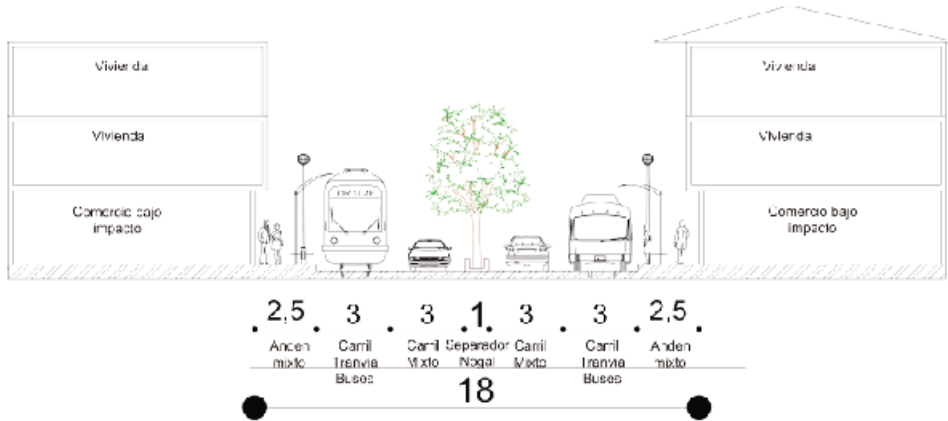 Vivienda
Vivienda
Vivienda
Vivienda
Comercio bajo
impacto
Comercio bajo
impacto
2,5 3 3 1 3 3 2,5
Anden
mixto
Carril
Tranvia
Buses
Carril
Mixto
Separador
Nogal
Carril
Mixto
Carril
Tranvia
Buses
Anden
mixto
18